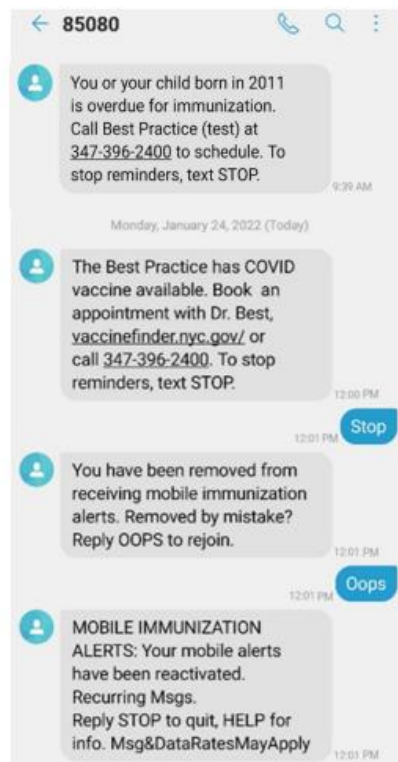 85080
You or your child born in 2011
is overdue for immunization.
Call Best Practice (test) at
347-396-2400 to schedule. To
stop reminders, text STOP.
9:39 AM
Monday, January 24, 2022 (Today)
The Best Practice has COVID
vaccine available. Book an
appointment with Dr. Best,
vaccinefinder.nyc.gov/ or
call 347-396-2400. To stop
reminders, text STOP.
12:00 PM
Stop
12:01 PM
You have been removed from
receiving mobile immunization
alerts. Removed by mistake?
Reply OOPS to rejoin.
12:01 PM
Oops
12:01 PM
MOBILE IMMUNIZATION
ALERTS: Your mobile alerts
have been reactivated.
Recurring Msgs.
Reply STOP to quit, HELP for
info. Msg&DataRatesMayApply
12:01 PM